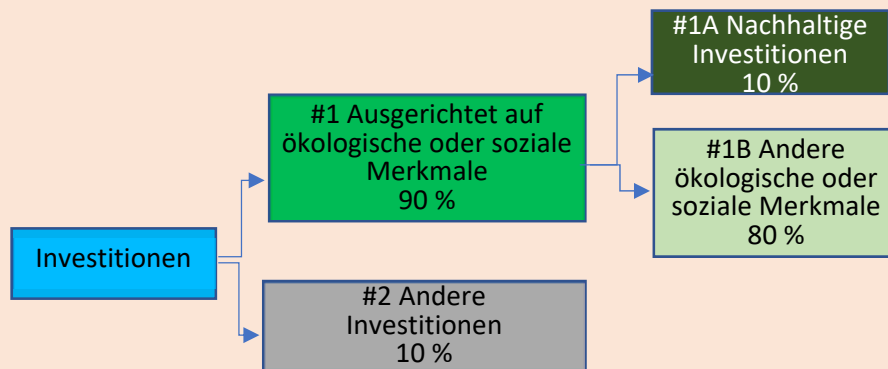 Investitionen
#1 Ausgerichtet auf
ökologische oder soziale
Merkmale
90 %
#2 Andere
Investitionen
10 %
#1A Nachhaltige
Investitionen
10 %
#1B Andere
ökologische oder
soziale Merkmale
80 %